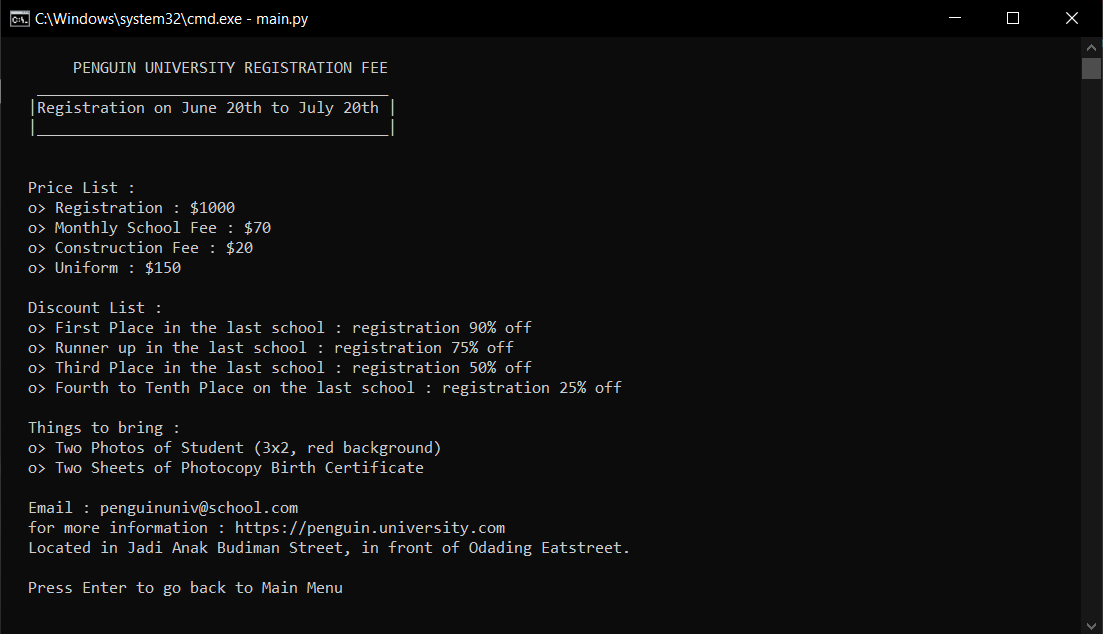 C:\Windows\system32\cmd.exe - main.py
PENGUIN UNIVERSITY REGISTRATION FEE
|Registration on June 20th to July 20th |
Price List :
o> Registration : $1000
o> Monthly School Fee : $70
o> Construction Fee : $20
o> Uniform : $150
Discount List :
o> First Place in the last school : registration 90% off
o> Runner up in the last school : registration 75% off
o> Third Place in the last school : registration 50% off
o> Fourth to Tenth Place on the last school : registration 25% off
Things to bring :
o> Two Photos of Student (3x2, red background)
o> Two Sheets of Photocopy Birth Certificate
Email : penguinuniv@school.com
for more information : https://penguin.university.com
Located in Jadi Anak Budiman Street, in front of Odading Eatstreet.
Press Enter to go back to Main Menu